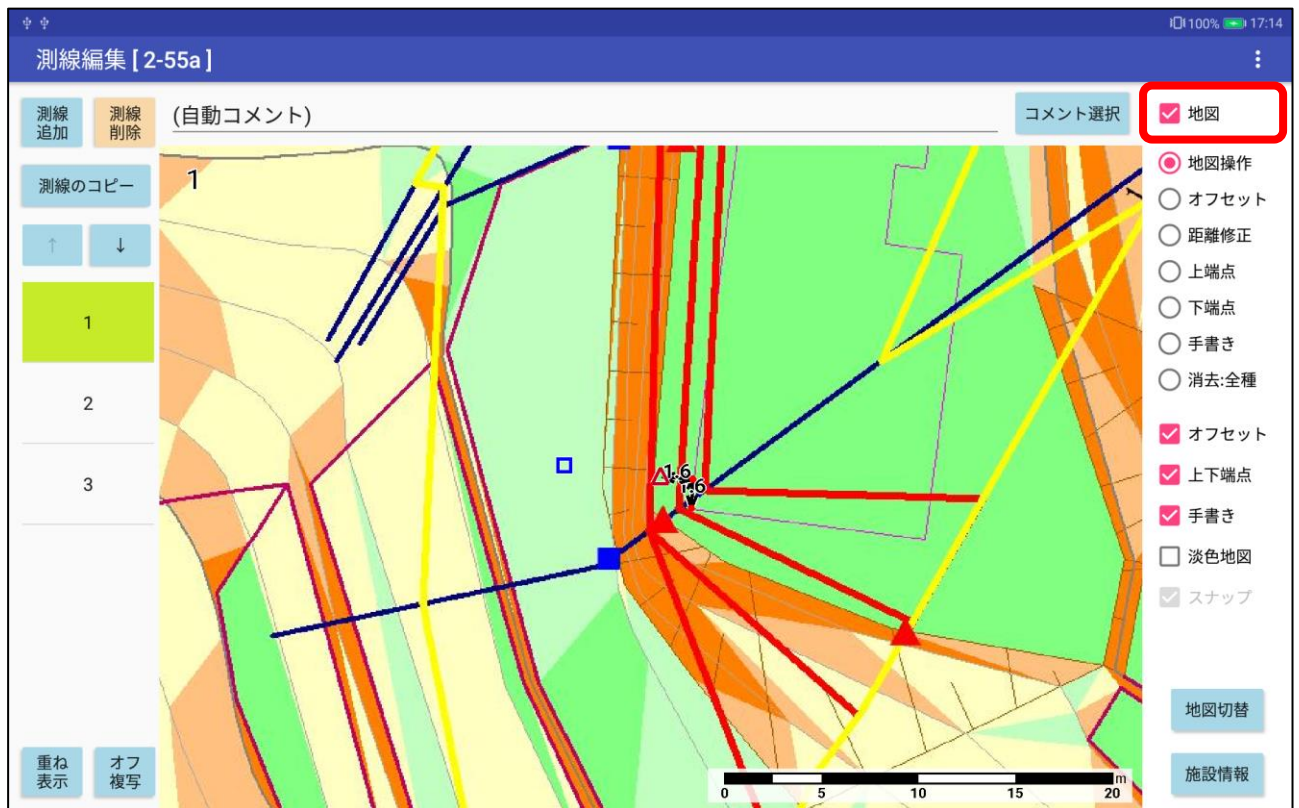 100% 17:14
測線編集 [ 2-55a ]
測線
追加
測線
削除
(自動コメント)
コメント選択
地図
測線のコピー
↑
↓
1
2
3
重ね
表示
オフ
複写
1
1.6
1.6
0 5 10 15 20
m
地図操作
オフセット
距離修正
上端点
下端点
手書き
消去:全種
オフセット
上下端点
手書き
淡色地図
スナップ
地図切替
施設情報